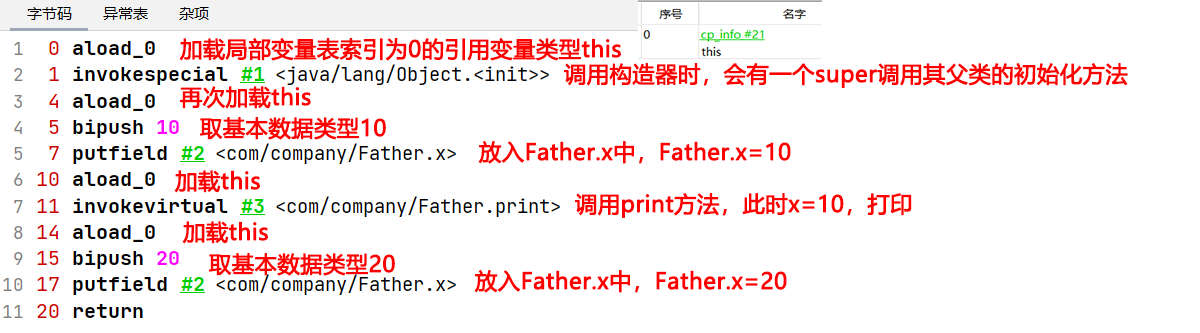 字节码 异常表 杂项
序号 名字
0 cp_info #21
this
1 0 aload_0 加载局部变量表索引为0的引用变量类型this
2 1 invokespecial #1 <java/lang/Object.<init>> 调用构造器时，会有一个super调用其父类的初始化方法
3 4 aload_0 再次加载this
4 5 bipush 10 取基本数据类型10
5 7 putfield #2 <com/company/Father.x> 放入Father.x中，Father.x=10
6 10 aload_0 加载this
7 11 invokevirtual #3 <com/company/Father.print> 调用print方法，此时x=10，打印
8 14 aload_0 加载this
9 15 bipush 20 取基本数据类型20
10 17 putfield #2 <com/company/Father.x> 放入Father.x中，Father.x=20
11 20 return